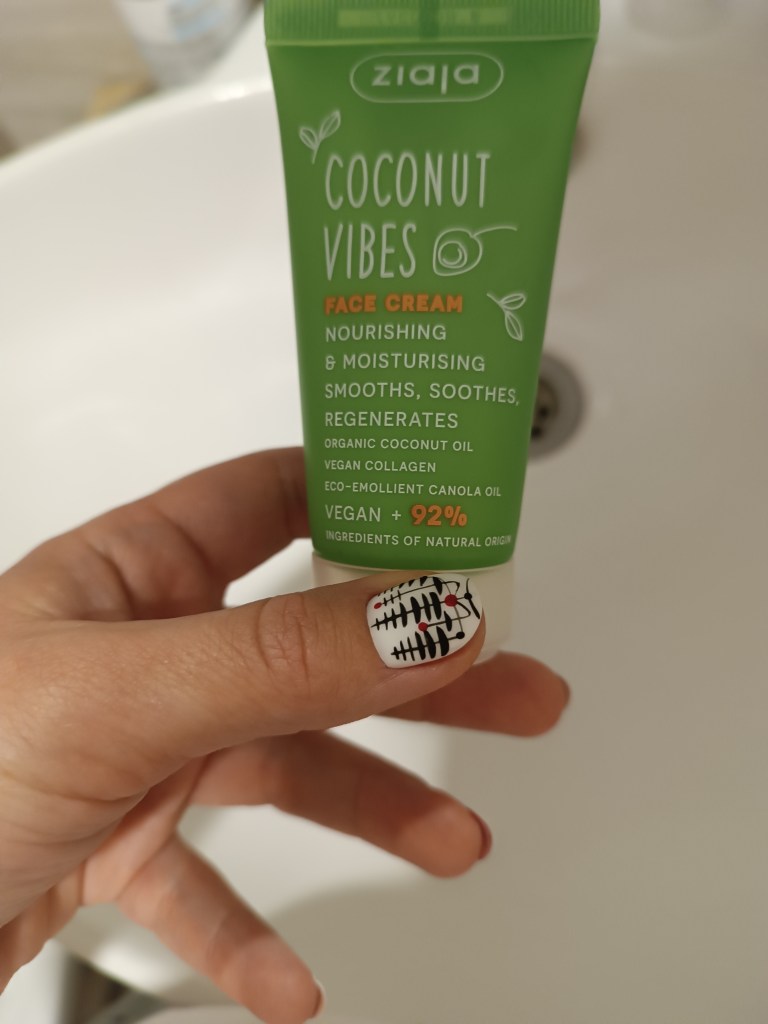 ziaja
COCONUT
VIBES
FACE CREAM
NOURISHING
& MOISTURISING
SMOOTHS, SOOTHES,
REGENERATES
ORGANIC COCONUT OIL
VEGAN COLLAGEN
ECO-EMOLLIENT CANOLA OIL
VEGAN + 92%
INGREDIENTS OF NATURAL ORIGIN